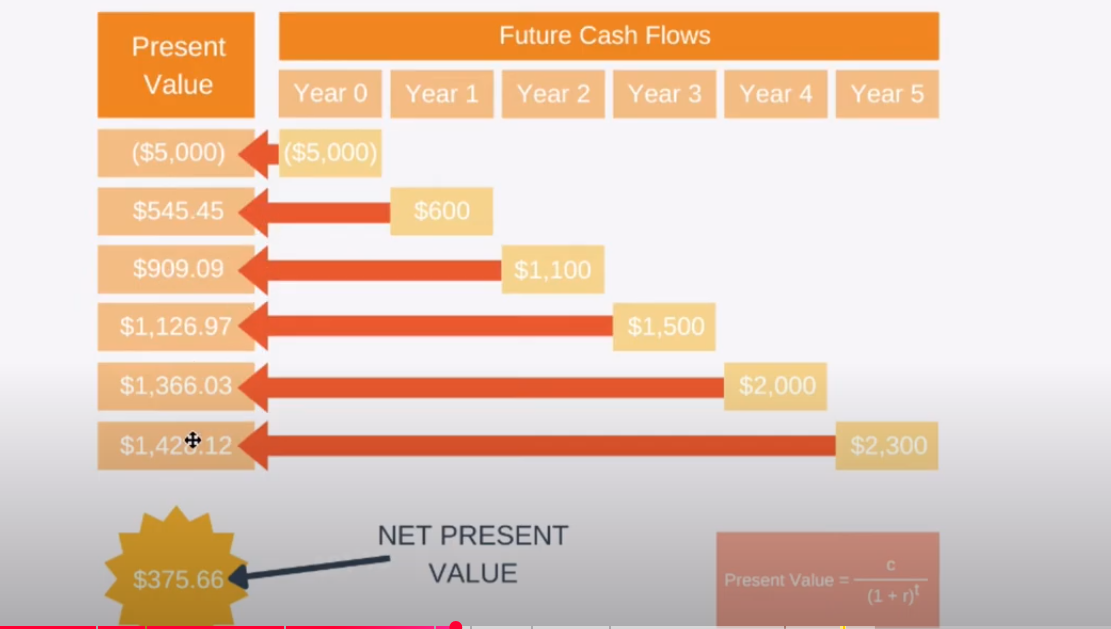 Present
Value
Future Cash Flows
Year 0 Year 1 Year 2 Year 3 Year 4 Year 5
($5,000) ($5,000)
$545.45 $600
$909.09 $1,100
$1,126.97 $1,500
$1,366.03 $2,000
$2,300
NET PRESENT
VALUE
$375.66
Present Value = c
(1 + r)t